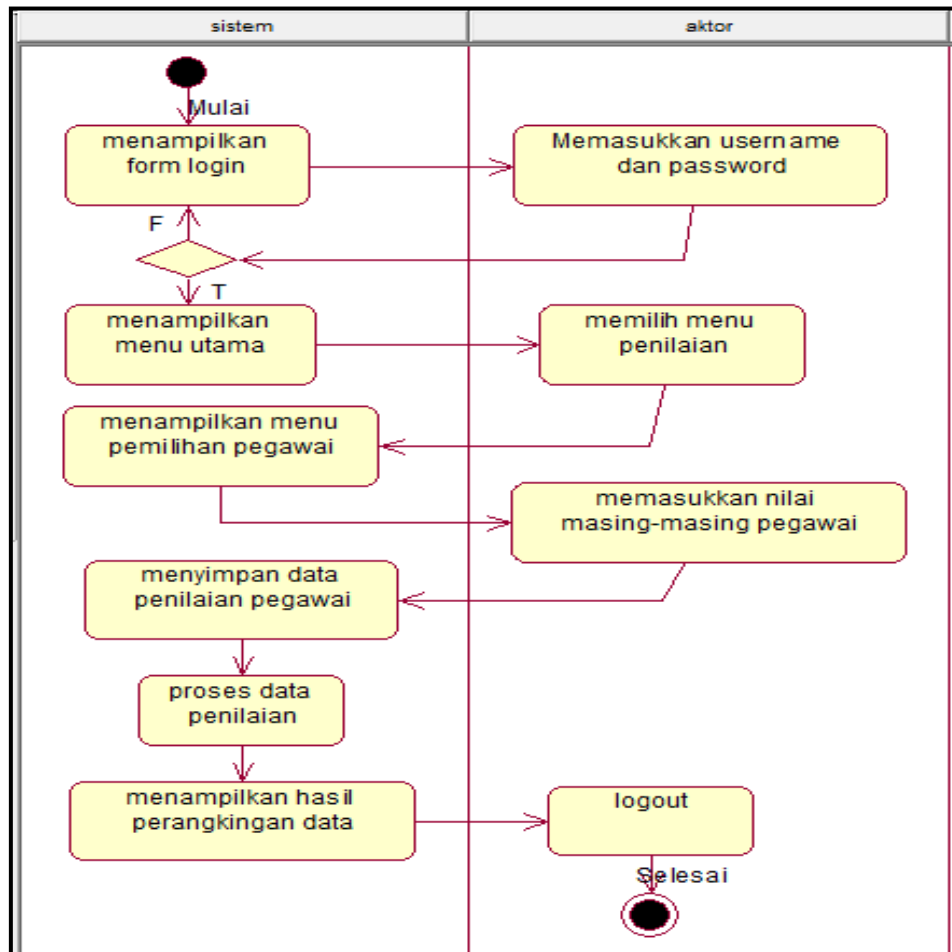 sistem
aktor
Mulai
menampilkan
form login
Memasukkan username
dan password
F
T
menampilkan
menu utama
memilih menu
penilaian
menampilkan menu
pemilihan pegawai
memasukkan nilai
masing-masing pegawai
menyimpan data
penilaian pegawai
proses data
penilaian
menampilkan hasil
perangkingan data
logout
Selesai